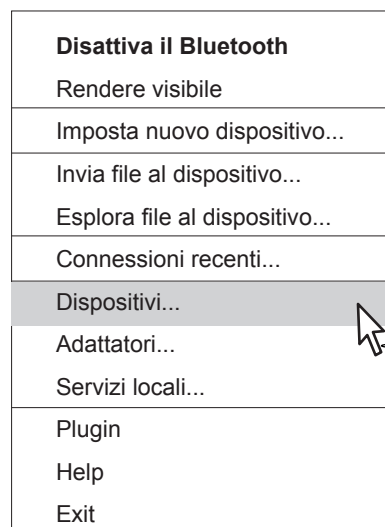 Disattiva il Bluetooth
Rendere visibile
Imposta nuovo dispositivo...
Invia file al dispositivo...
Esplora file al dispositivo...
Connessioni recenti...
Dispositivi...
Adattatori...
Servizi locali...
Plugin
Help
Exit